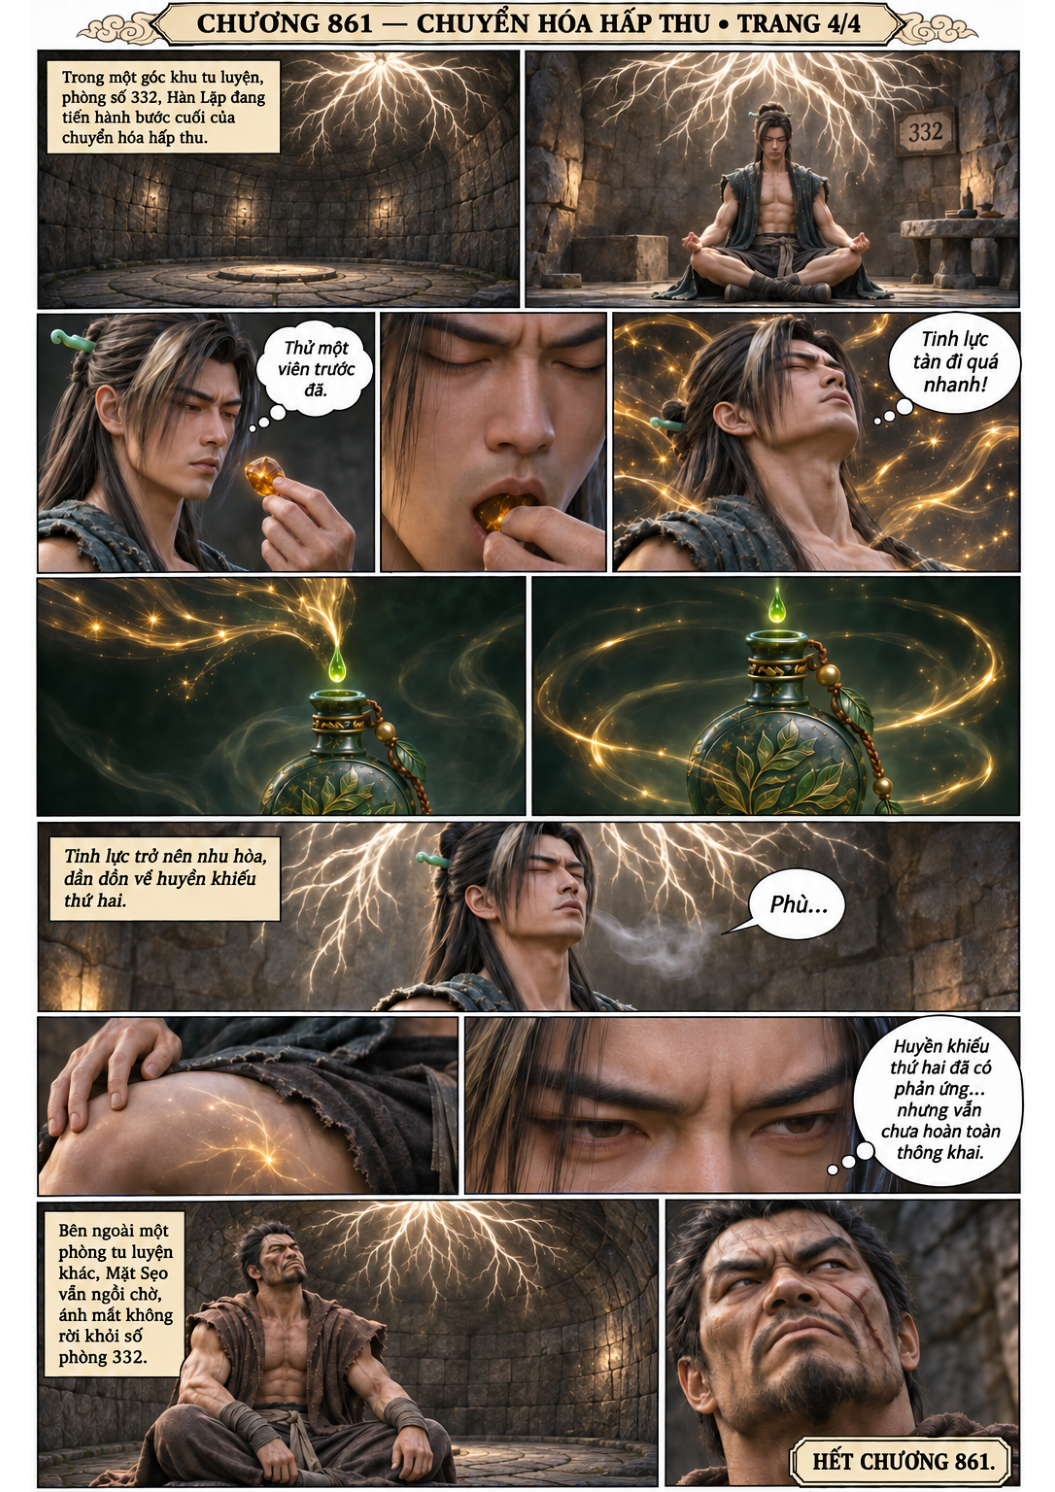 CHƯƠNG 861 — CHUYỂN HÓA HẤP THU • TRANG 4/4
Trong một góc khu tu luyện,
phòng số 332, Hàn Lập đang
tiến hành bước cuối của
chuyển hóa hấp thu.
332
Thử một
viên trước
đã.
Tinh lực
tàn đi quá
nhanh!
Tinh lực trở nên nhu hòa,
dần dồn về huyền khiếu
thứ hai.
Phù...
Huyền khiếu
thứ hai đã có
phản ứng...
nhưng vẫn
chưa hoàn toàn
thông khai.
Bên ngoài một
phòng tu luyện
khác, Mặt Sẹo
vẫn ngồi chờ,
ánh mắt không
rời khỏi số
phòng 332.
HẾT CHƯƠNG 861.